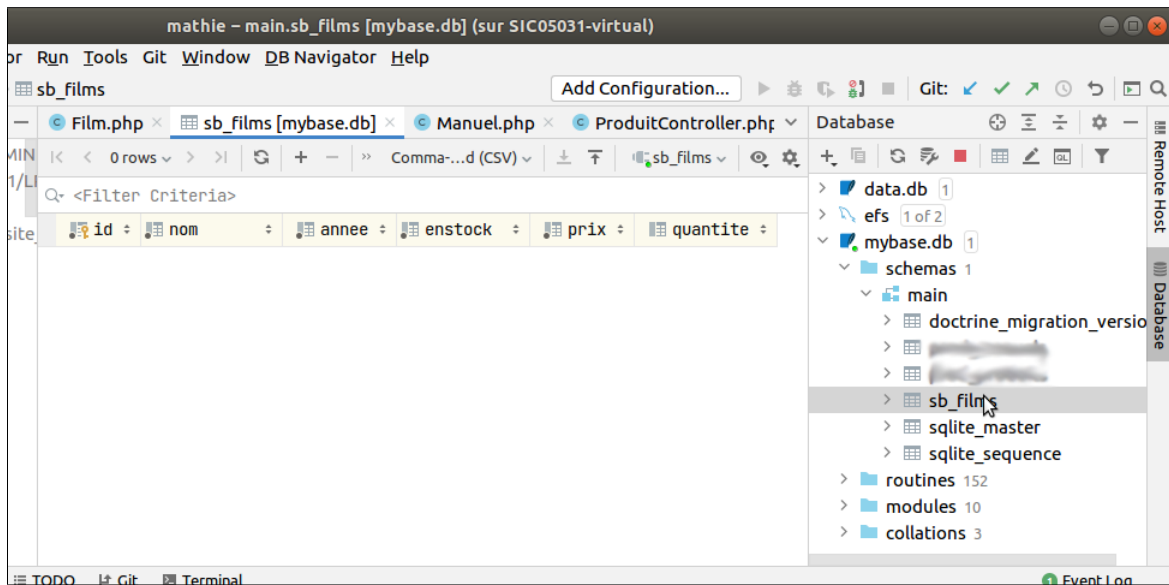 mathie – main.sb_films [mybase.db] (sur SIC05031-virtual)
or Run Tools Git Window DB Navigator Help
sb_films Add Configuration... Git:
Film.php sb_films [mybase.db] Manuel.php ProduitController.php Database
0 rows Comma-...d (CSV) sb_films
<Filter Criteria>
id nom annee enstock prix quantite
data.db 1
efs 1 of 2
mybase.db 1
schemas 1
main
doctrine_migration_versio
sb_films
sqlite_master
sqlite_sequence
routines 152
modules 10
collations 3
Remote Host
Database
TODO Git Terminal 1 Event Log